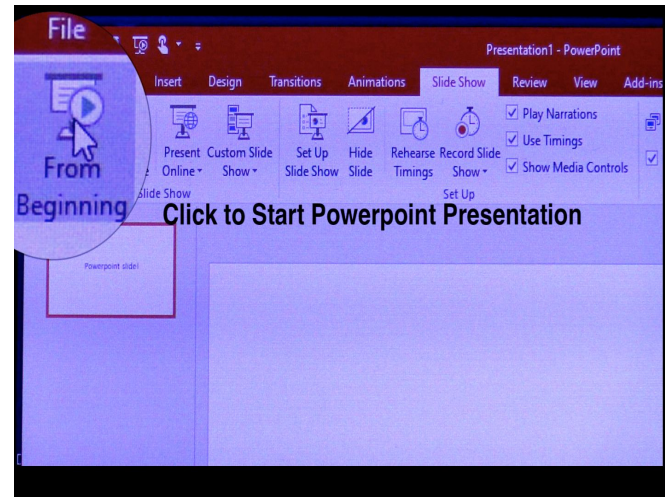 File
Presentation1 - PowerPoint
Insert Design Transitions Animations Slide Show Review View Add-ins
From Beginning
Present Online
Custom Slide Show
Set Up Slide Show
Hide Slide
Rehearse Timings
Record Slide Show
Play Narrations
Use Timings
Show Media Controls
Slide Show
Set Up
Click to Start Powerpoint Presentation
Powerpoint slide!